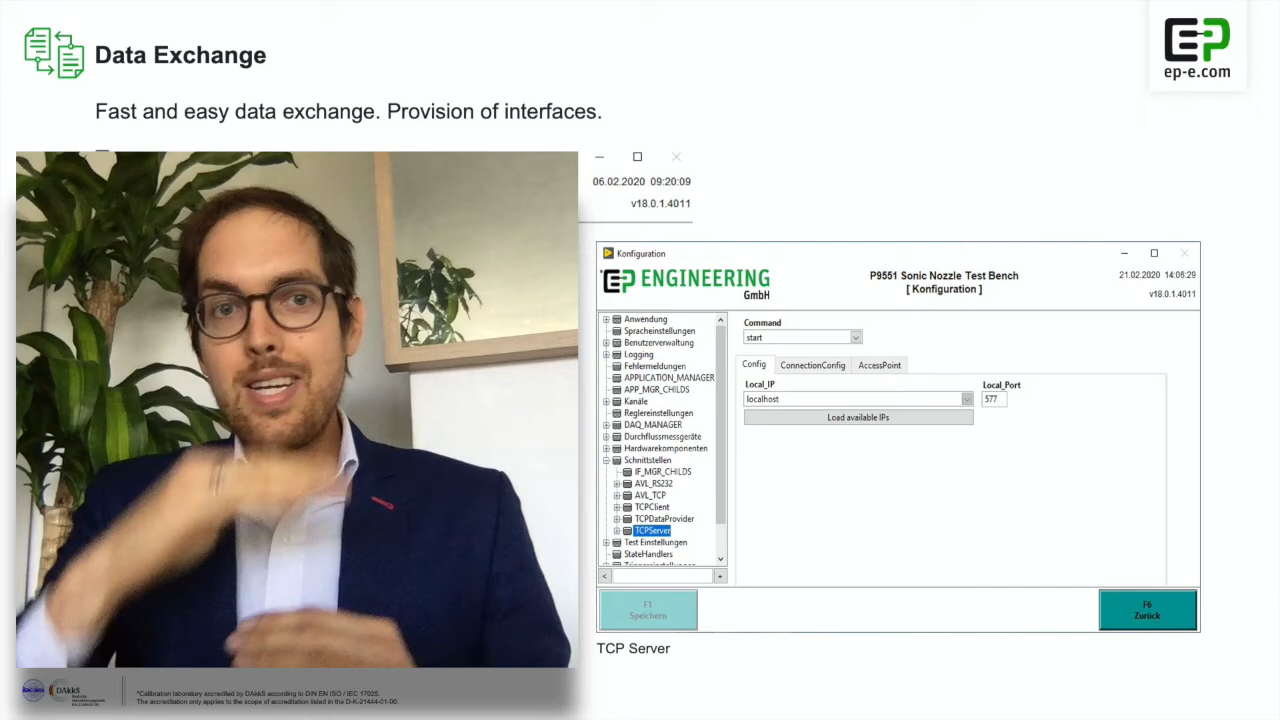 Data Exchange
EP
ep-e.com
Fast and easy data exchange. Provision of interfaces.
06.02.2020 09:20:09
v18.0.1.4011
Konfiguration
EP ENGINEERING
GmbH
P9551 Sonic Nozzle Test Bench
[ Konfiguration ]
21.02.2020 14:06:29
v18.0.1.4011
Anwendung
Spracheinstellungen
Benutzerverwaltung
Logging
Fehlermeldungen
APPLICATION_MANAGER
APP_MGR_CHILDS
Kanäle
Reglereinstellungen
DAQ_MANAGER
Durchflussmessgeräte
Hardwarekomponenten
Schnittstellen
IF_MGR_CHILDS
AVL_RS232
AVL_TCP
TCPClient
TCPDataProvider
TCPServer
Test Einstellungen
StateHandlers
Command
start
Config ConnectionConfig AccessPoint
Local_IP Local_Port
localhost 577
Load available IPs
F1
Speichern
F6
Zurück
TCP Server
DAkkS
*Calibration laboratory accredited by DAkkS according to DIN EN ISO / IEC 17025.
The accreditation only applies to the scope of accreditation listed in the D-K-21444-01-00.